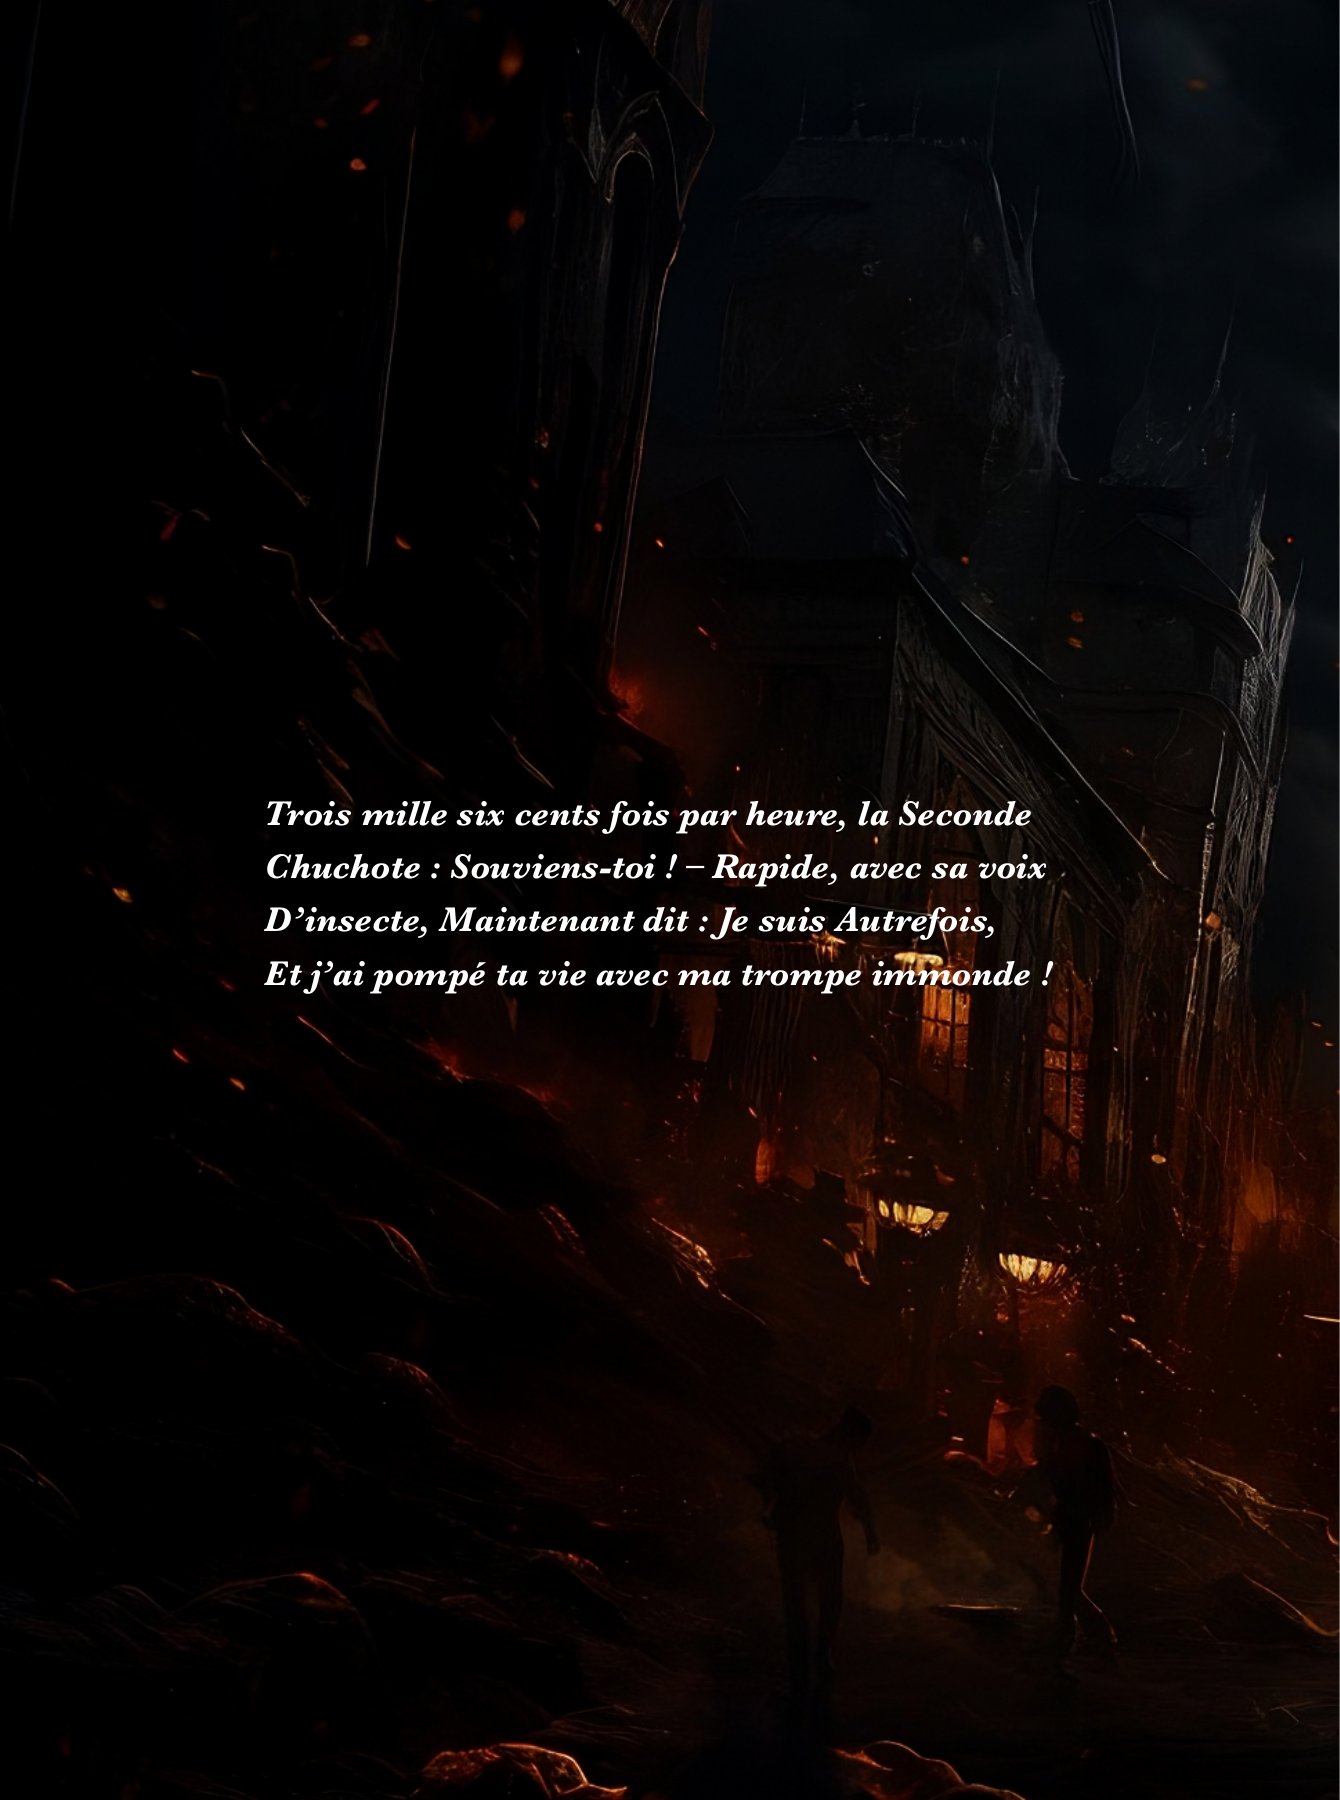 Trois mille six cents fois par heure, la Seconde
Chuchote : Souviens-toi ! – Rapide, avec sa voix
D’insecte, Maintenant dit : Je suis Autrefois,
Et j’ai pompé ta vie avec ma trompe immonde !